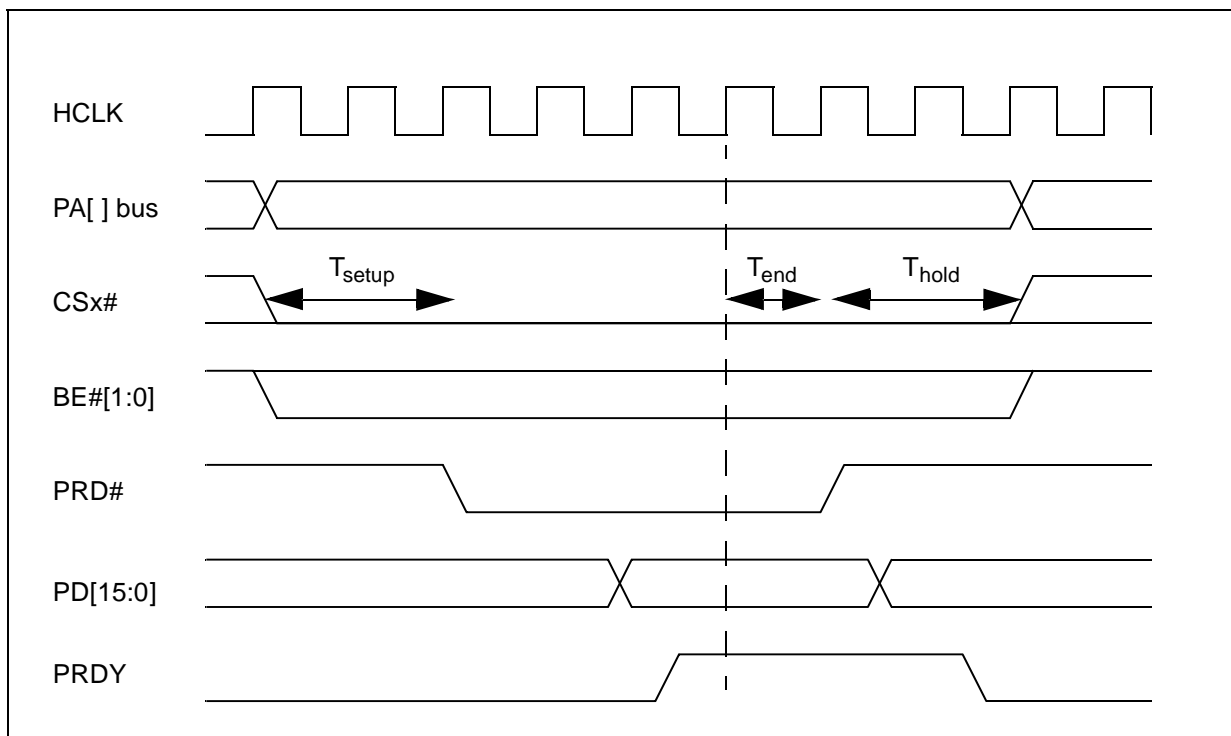 HCLK
PA[ ] bus
CSx#
Tsetup
Tend
Thold
BE#[1:0]
PRD#
PD[15:0]
PRDY